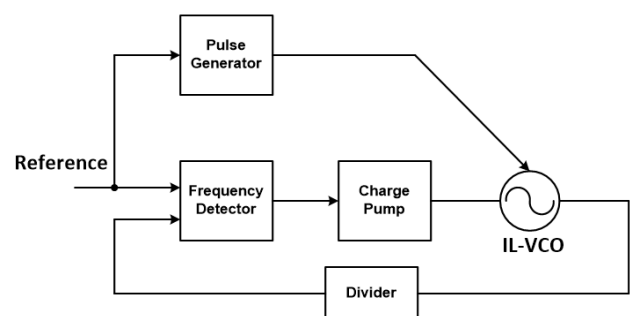 Pulse
Generator
Reference
Frequency
Detector
Charge
Pump
IL-VCO
Divider